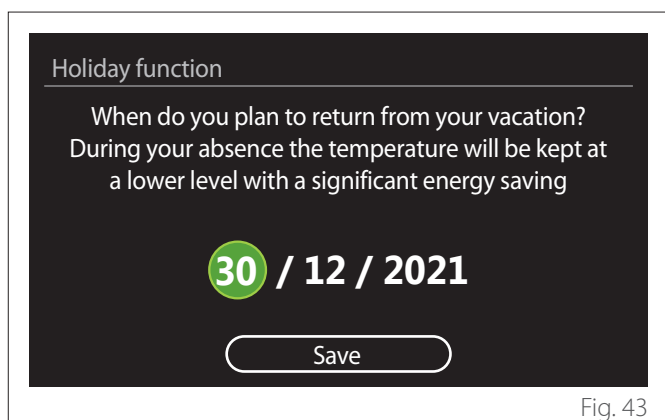 Holiday function
When do you plan to return from your vacation?
During your absence the temperature will be kept at
a lower level with a significant energy saving
30 / 12 / 2021
Save
Fig. 43